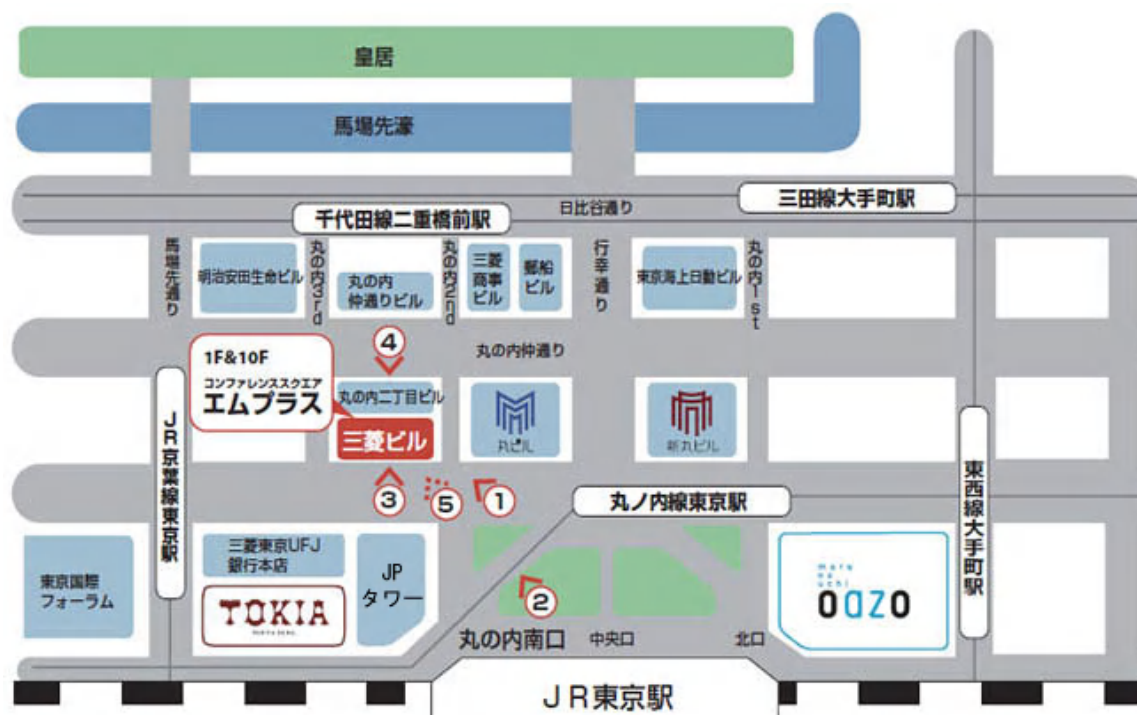 皇居
馬場先濠
三田線大手町駅
日比谷通り
千代田線二重橋前駅
馬場先通り
明治安田生命ビル
丸の内3rd
丸の内
仲通りビル
丸の内2nd
三菱
商事
ビル
郵船
ビル
行幸通り
東京海上日動ビル
丸の内1st
④
丸の内仲通り
1F&10F
コンファレンススクエア
エムプラス
丸の内二丁目ビル
三菱ビル
丸ビル
新丸ビル
JR京葉線東京駅
③
⑤
①
丸ノ内線東京駅
東西線大手町駅
東京国際
フォーラム
三菱東京UFJ
銀行本店
TOKIA
JP
タワー
②
maru
no
uchi
oazo
丸の内南口
中央口
北口
JR東京駅